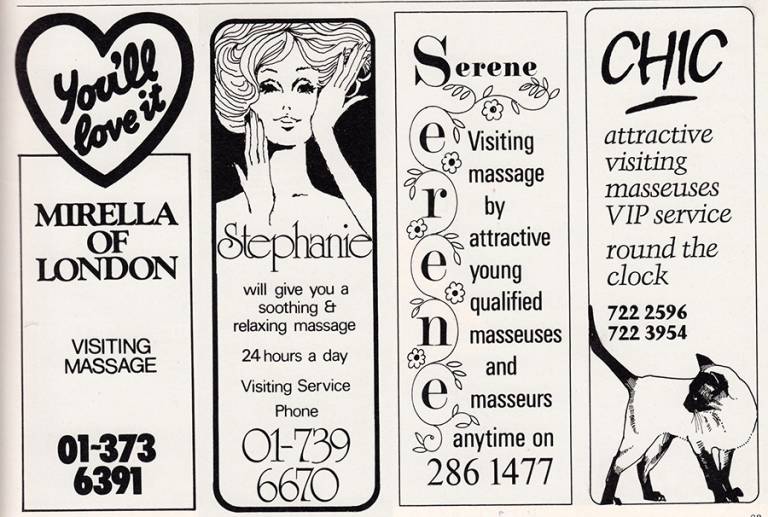 You'll
love it
MIRELLA
OF
LONDON
VISITING
MASSAGE
01-373
6391
Stephanie
will give you a
soothing &
relaxing massage
24 hours a day
Visiting Service
Phone
01-739
6670
Serene
erene
Visiting
massage
by
attractive
young
qualified
masseuses
and
masseurs
anytime on
286 1477
CHIC
attractive
visiting
masseuses
VIP service
round the
clock
722 2596
722 3954